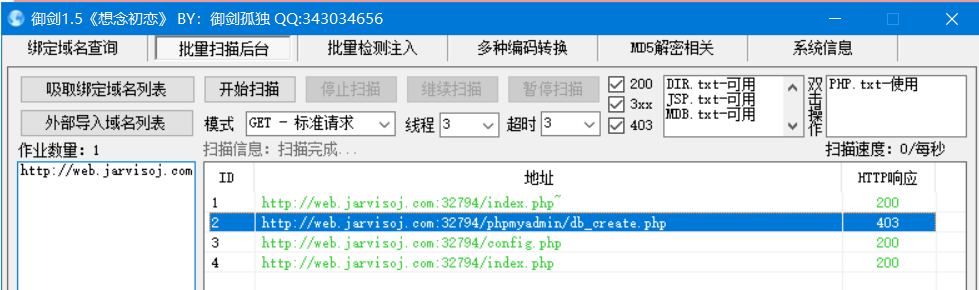 御剑1.5《想念初恋》 BY：御剑孤独 QQ:343034656
绑定域名查询 批量扫描后台 批量检测注入 多种编码转换 MD5解密相关 系统信息
吸取绑定域名列表 开始扫描 停止扫描 继续扫描 暂停扫描 200 DIR.txt-可用 双击操作 PHP.txt-使用
3xx JSP.txt-可用
外部导入域名列表 模式 GET - 标准请求 线程 3 超时 3 403 MDB.txt-可用
作业数量：1 扫描信息：扫描完成... 扫描速度：0/每秒
http://web.jarvisoj.com ID 地址 HTTP响应
1 http://web.jarvisoj.com:32794/index.php~ 200
2 http://web.jarvisoj.com:32794/phpmyadmin/db_create.php 403
3 http://web.jarvisoj.com:32794/config.php 200
4 http://web.jarvisoj.com:32794/index.php 200